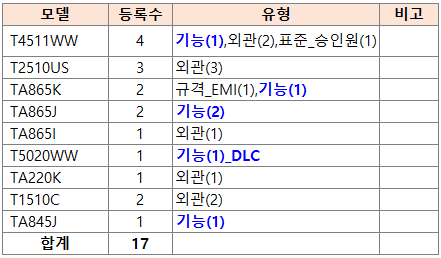 모델 등록수 유형 비고
T4511WW 4 기능(1),외관(2),표준_승인원(1)
T2510US 3 외관(3)
TA865K 2 규격_EMI(1),기능(1)
TA865J 2 기능(2)
TA865I 1 외관(1)
T5020WW 1 기능(1)_DLC
TA220K 1 외관(1)
T1510C 2 외관(2)
TA845J 1 기능(1)
합계 17